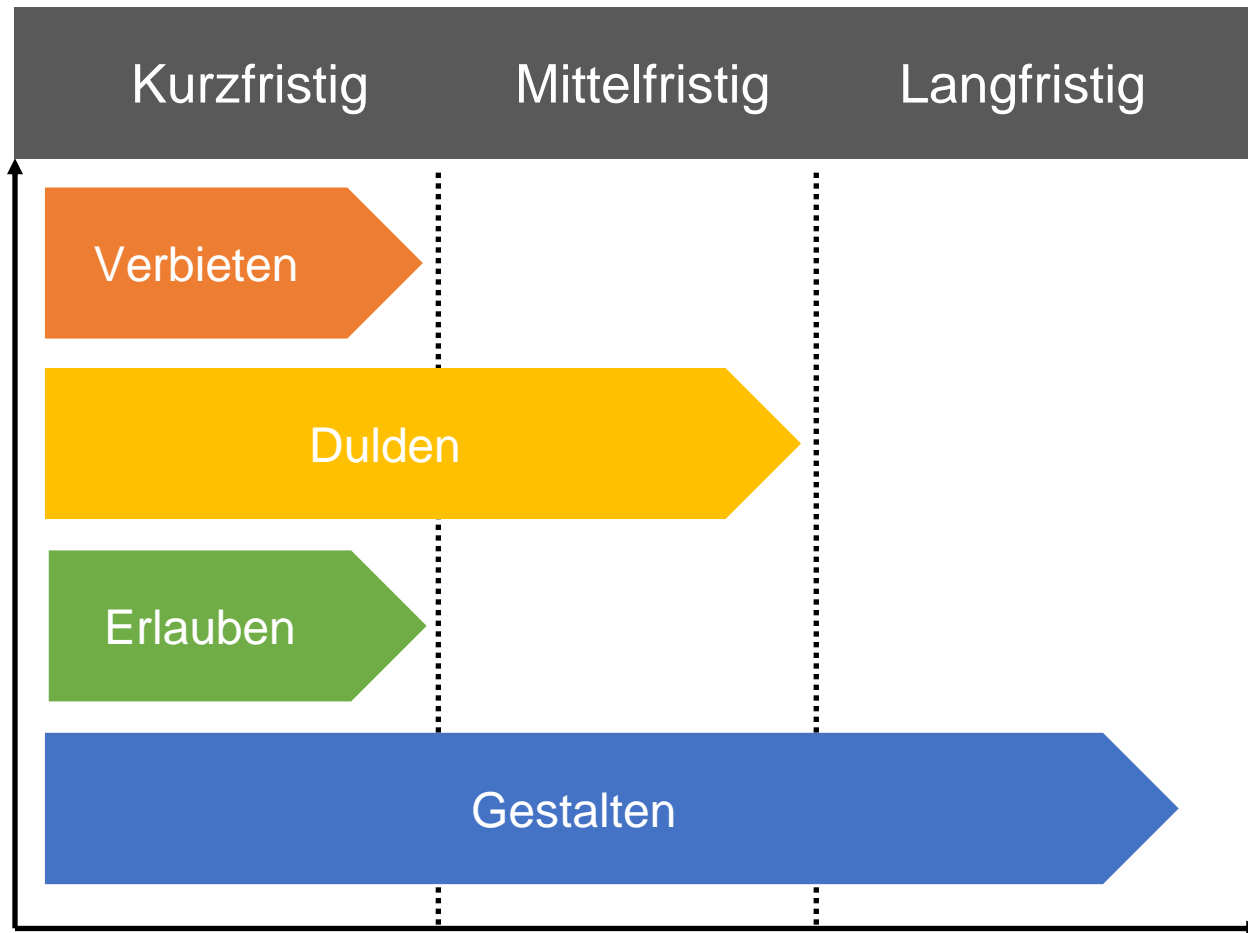 Kurzfristig Mittelfristig Langfristig
Verbieten
Dulden
Erlauben
Gestalten